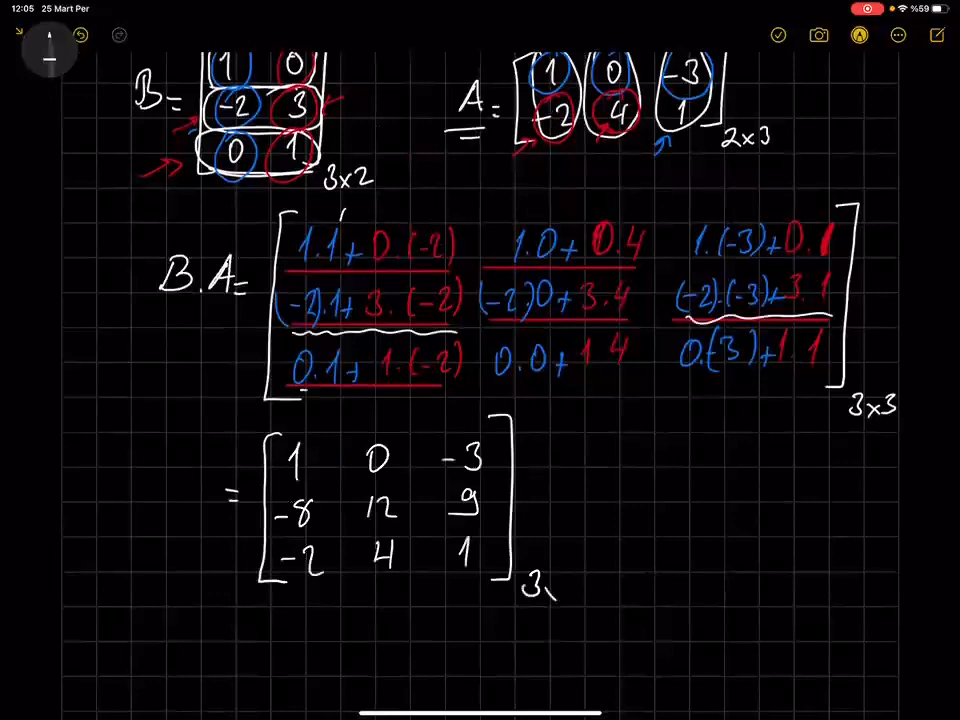 12:05 25 Mart Per %59
B= [1 0
-2 3
0 1] 3x2
A= [1 0 -3
-2 4 1] 2x3
B.A= [1.1+0.(-2) 1.0+0.4 1.(-3)+0.1
(-2).1+3.(-2) (-2).0+3.4 (-2).(-3)+3.1
0.1+1.(-2) 0.0+1.4 0.(-3)+1.1] 3x3
= [1 0 -3
-8 12 9
-2 4 1] 3